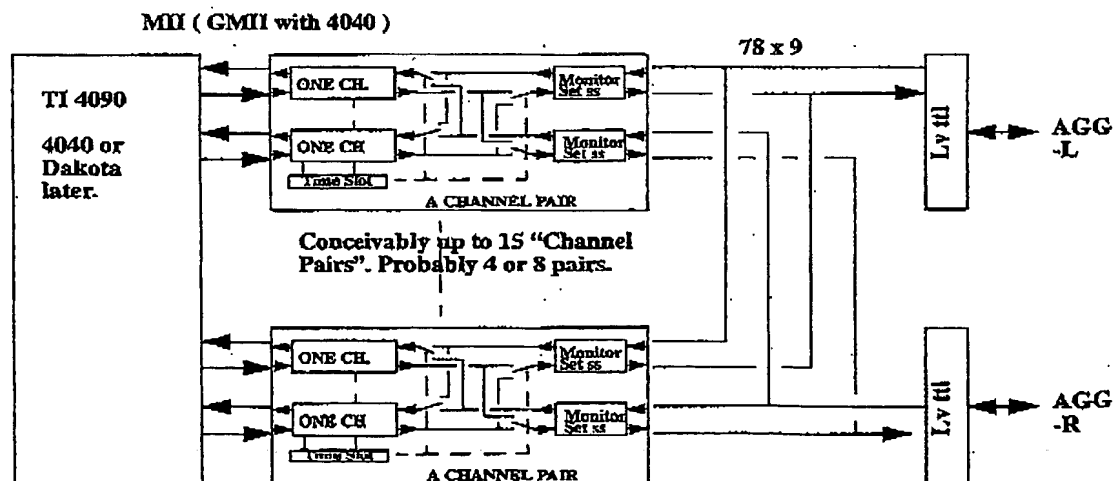 MII ( GMII with 4040 )
78 x 9
TI 4090
4040 or
Dakota
later.
ONE CH.
Monitor
Set ss
ONE CH
Monitor
Set ss
Time Slot
A CHANNEL PAIR
Lv ttl
AGG
-L
Conceivably up to 15 “Channel
Pairs”. Probably 4 or 8 pairs.
ONE CH.
Monitor
Set ss
ONE CH
Monitor
Set ss
Time Slot
A CHANNEL PAIR
Lv ttl
AGG
-R